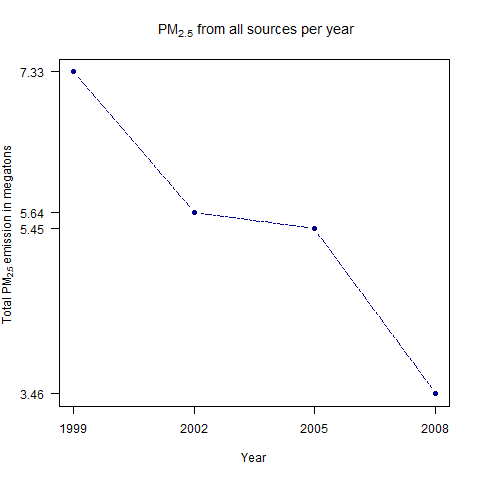 PM2.5 from all sources per year
Total PM2.5 emission in megatons
7.33
5.64
5.45
3.46
1999 2002 2005 2008
Year